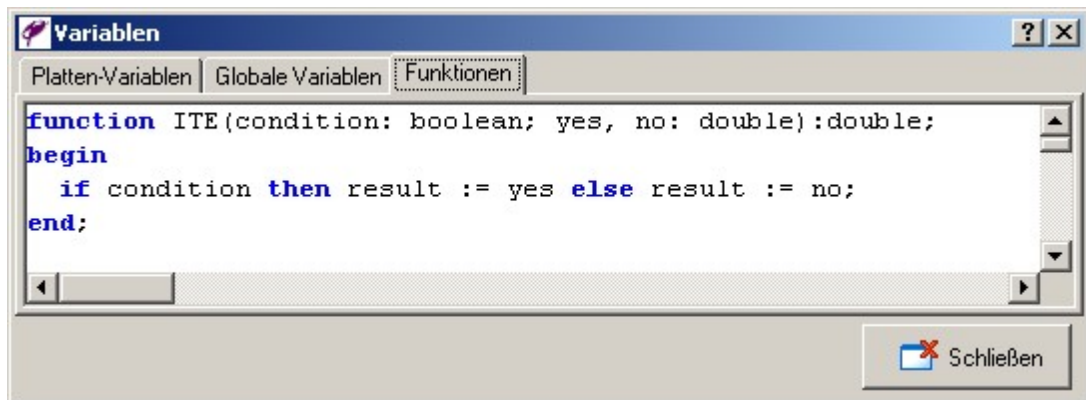 Variablen
Platten-Variablen Globale Variablen Funktionen
function ITE(condition: boolean; yes, no: double):double;
begin
  if condition then result := yes else result := no;
end;
Schließen